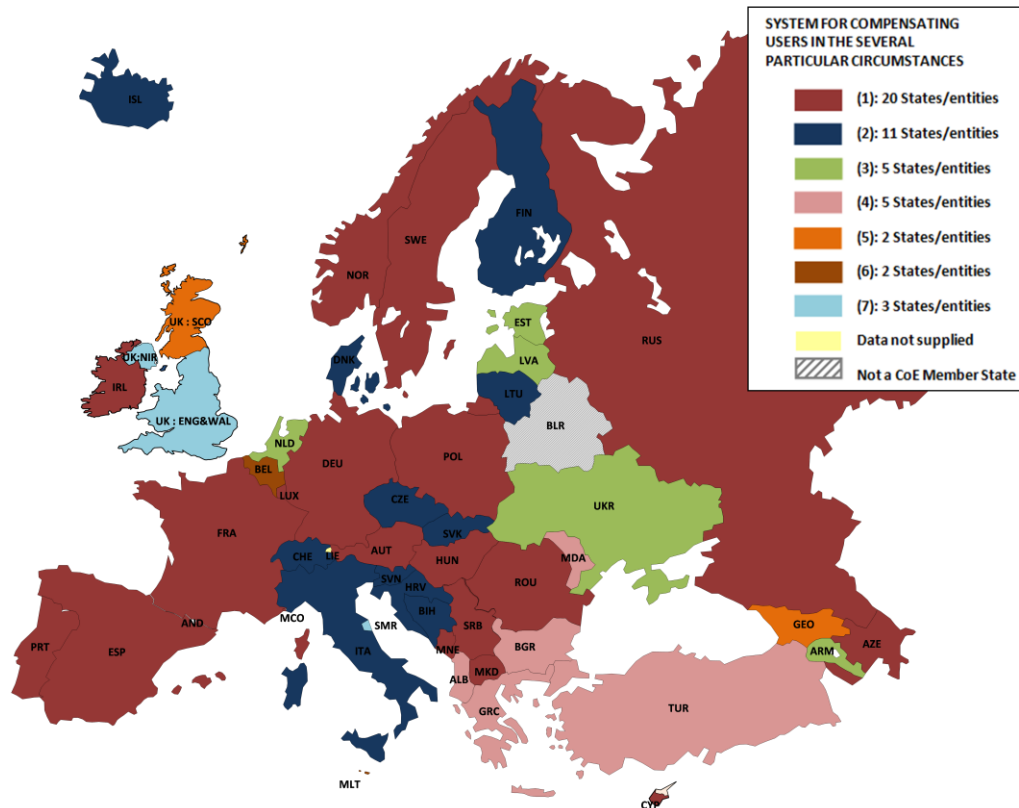 SYSTEM FOR COMPENSATING
USERS IN THE SEVERAL
PARTICULAR CIRCUMSTANCES
(1): 20 States/entities
(2): 11 States/entities
(3): 5 States/entities
(4): 5 States/entities
(5): 2 States/entities
(6): 2 States/entities
(7): 3 States/entities
Data not supplied
Not a CoE Member State
ISL
FIN
SWE
NOR
EST
UK : SCO
RUS
LVA
DNK
UK:NIR
IRL
LTU
UK : ENG&WAL
BLR
NLD
DEU
POL
BEL
LUX
CZE
UKR
FRA
SVK
CHE
LIE
AUT
HUN
MDA
SVN
HRV
ROU
BIH
MCO
SMR
AND
SRB
GEO
PRT
ESP
ITA
MNE
BGR
ARM
AZE
MKD
ALB
GRC
TUR
MLT
CYP